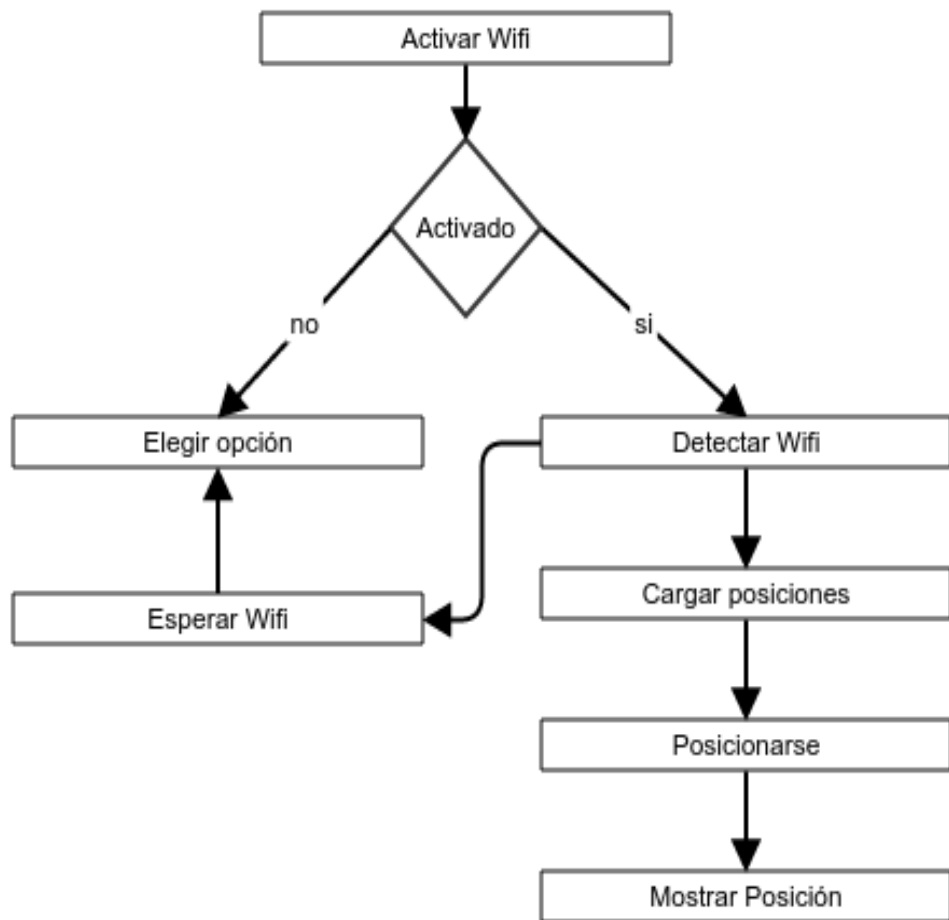 Activar Wifi
Activado
no
si
Elegir opción
Detectar Wifi
Cargar posiciones
Esperar Wifi
Posicionarse
Mostrar Posición